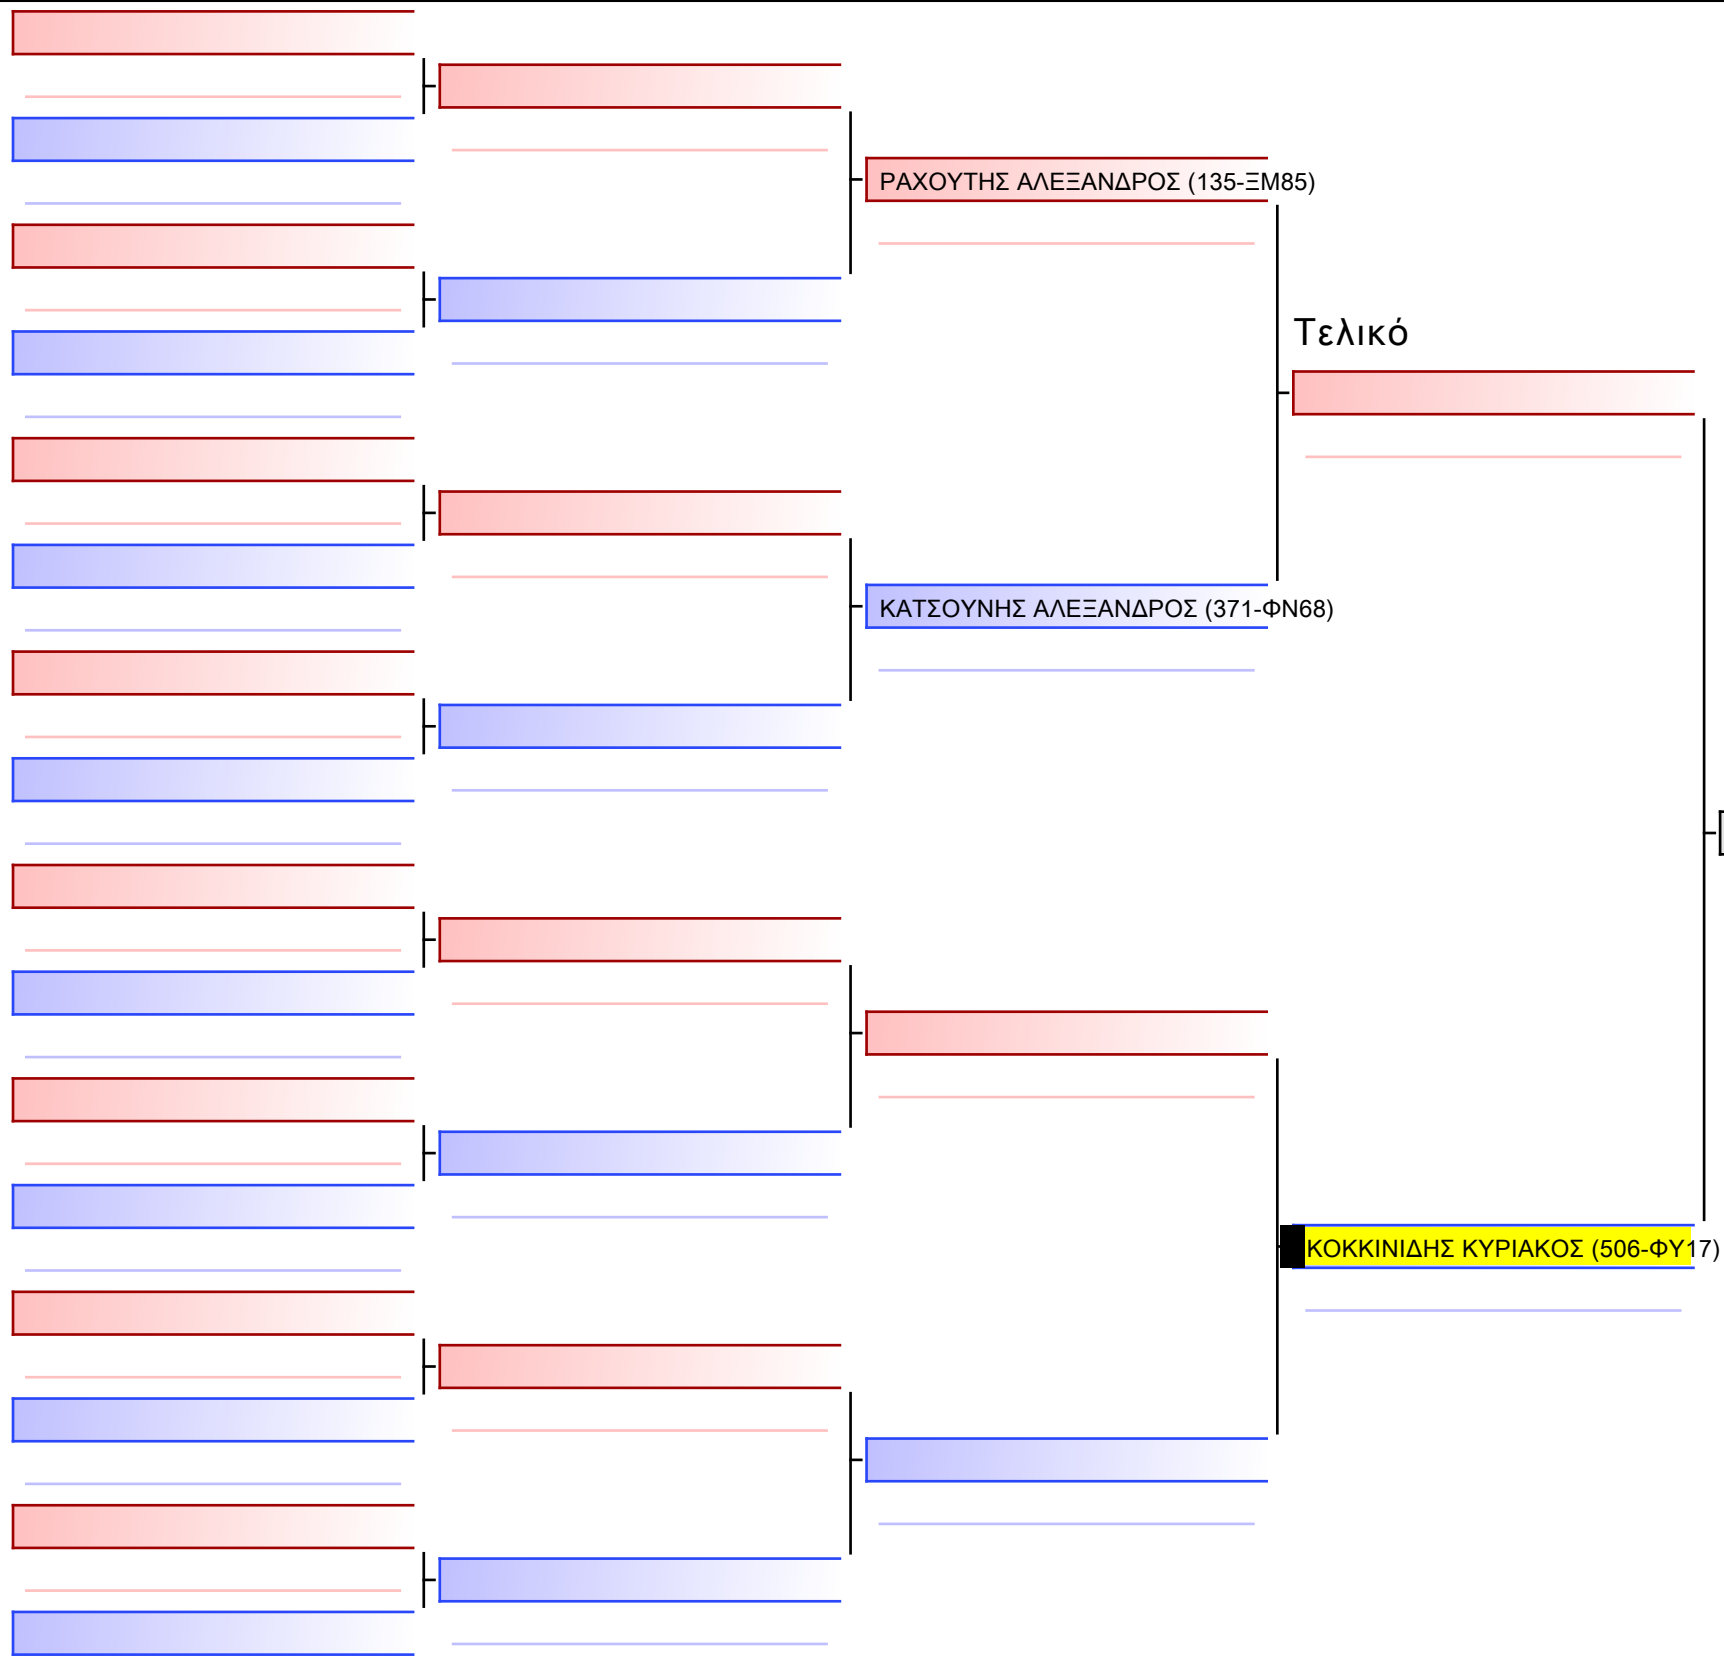 ΡΑΧΟΥΤΗΣ ΑΛΕΞΑΝΔΡΟΣ (135-ΞΜ85)
Τελικό
ΚΑΤΣΟΥΝΗΣ ΑΛΕΞΑΝΔΡΟΣ (371-ΦΝ68)
ΚΟΚΚΙΝΙΔΗΣ ΚΥΡΙΑΚΟΣ (506-ΦΥ17)